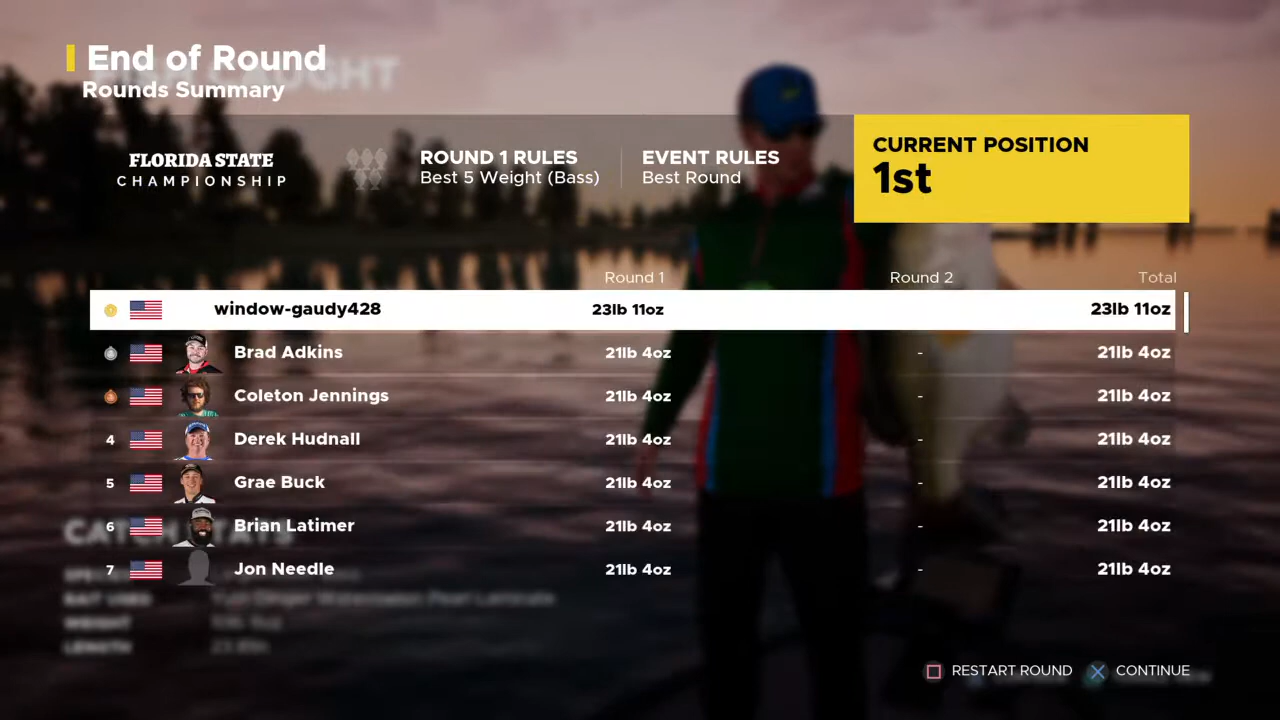 End of Round
Rounds Summary
FLORIDA STATE
CHAMPIONSHIP
ROUND 1 RULES
Best 5 Weight (Bass)
EVENT RULES
Best Round
CURRENT POSITION
1st
Round 1 Round 2 Total
window-gaudy428 23lb 11oz 23lb 11oz
Brad Adkins 21lb 4oz - 21lb 4oz
Coleton Jennings 21lb 4oz - 21lb 4oz
4 Derek Hudnall 21lb 4oz - 21lb 4oz
5 Grae Buck 21lb 4oz - 21lb 4oz
6 Brian Latimer 21lb 4oz - 21lb 4oz
7 Jon Needle 21lb 4oz - 21lb 4oz
WEIGHT
LENGTH
RESTART ROUND CONTINUE